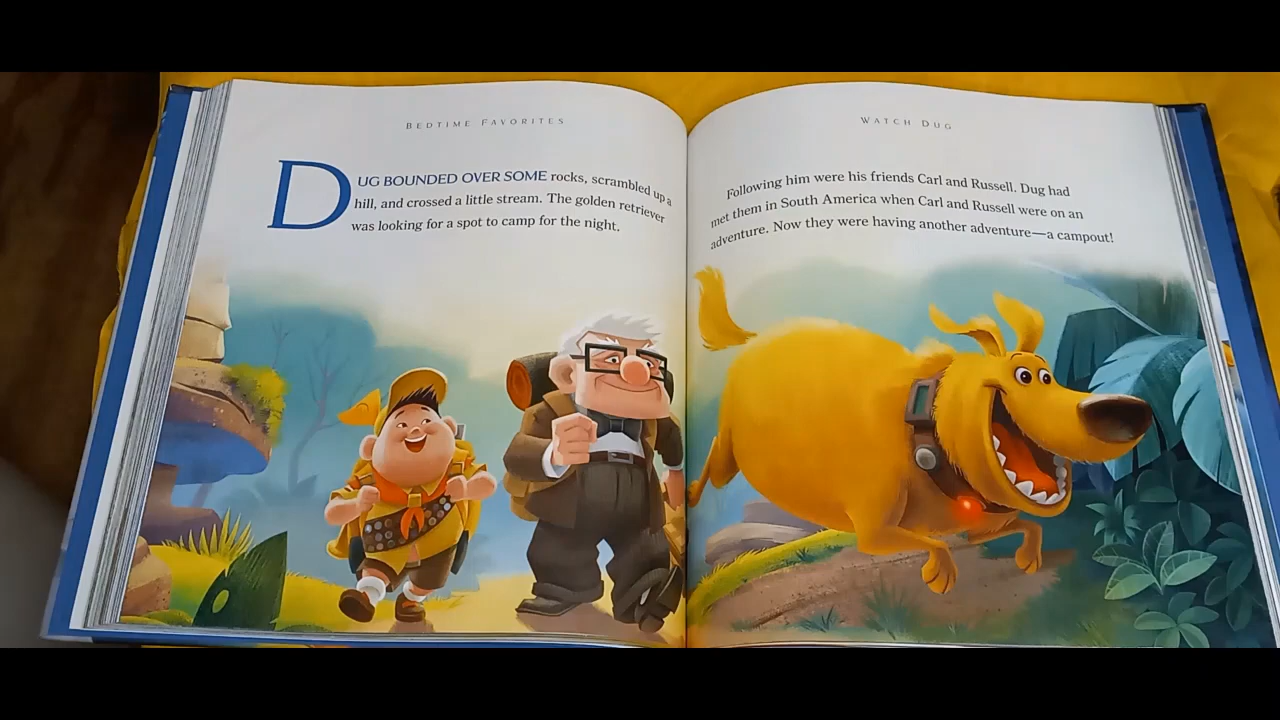 BEDTIME FAVORITES
DUG BOUNDED OVER SOME rocks, scrambled up a
hill, and crossed a little stream. The golden retriever
was looking for a spot to camp for the night.
WATCH DUG
Following him were his friends Carl and Russell. Dug had
met them in South America when Carl and Russell were on an
adventure. Now they were having another adventure—a campout!